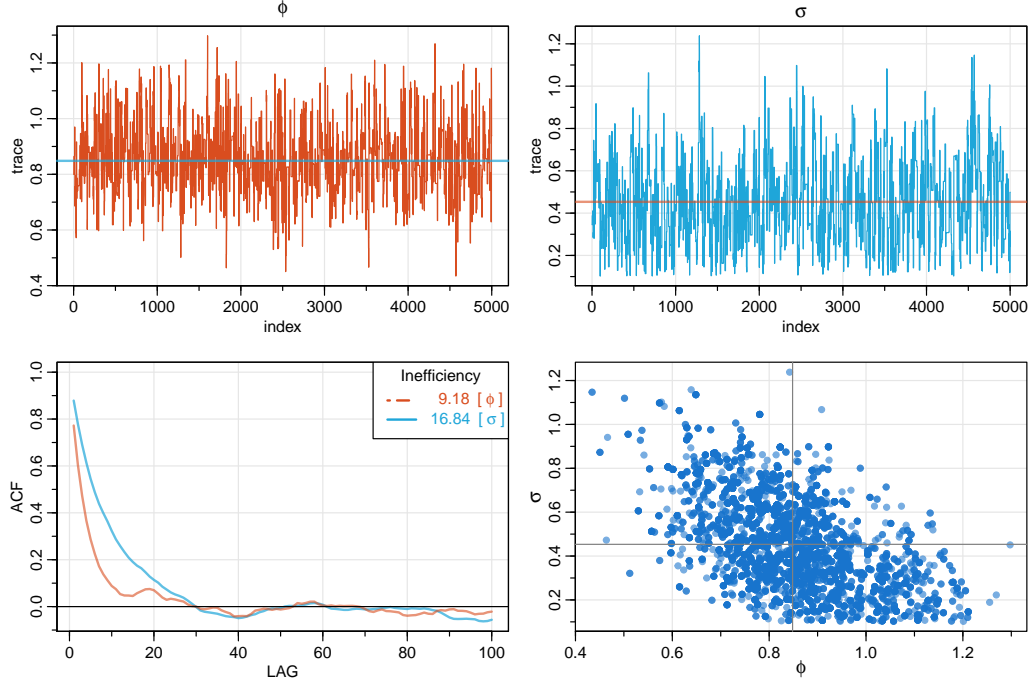 ϕ
trace
0.4 0.6 0.8 1.0 1.2
0 1000 2000 3000 4000 5000
index
σ
trace
0.2 0.4 0.6 0.8 1.0 1.2
0 1000 2000 3000 4000 5000
index
ACF
0.0 0.2 0.4 0.6 0.8 1.0
Inefficiency
9.18 [ ϕ ]
16.84 [ σ ]
0 20 40 60 80 100
LAG
σ
0.2 0.4 0.6 0.8 1.0 1.2
0.4 0.6 0.8 1.0 1.2
ϕ